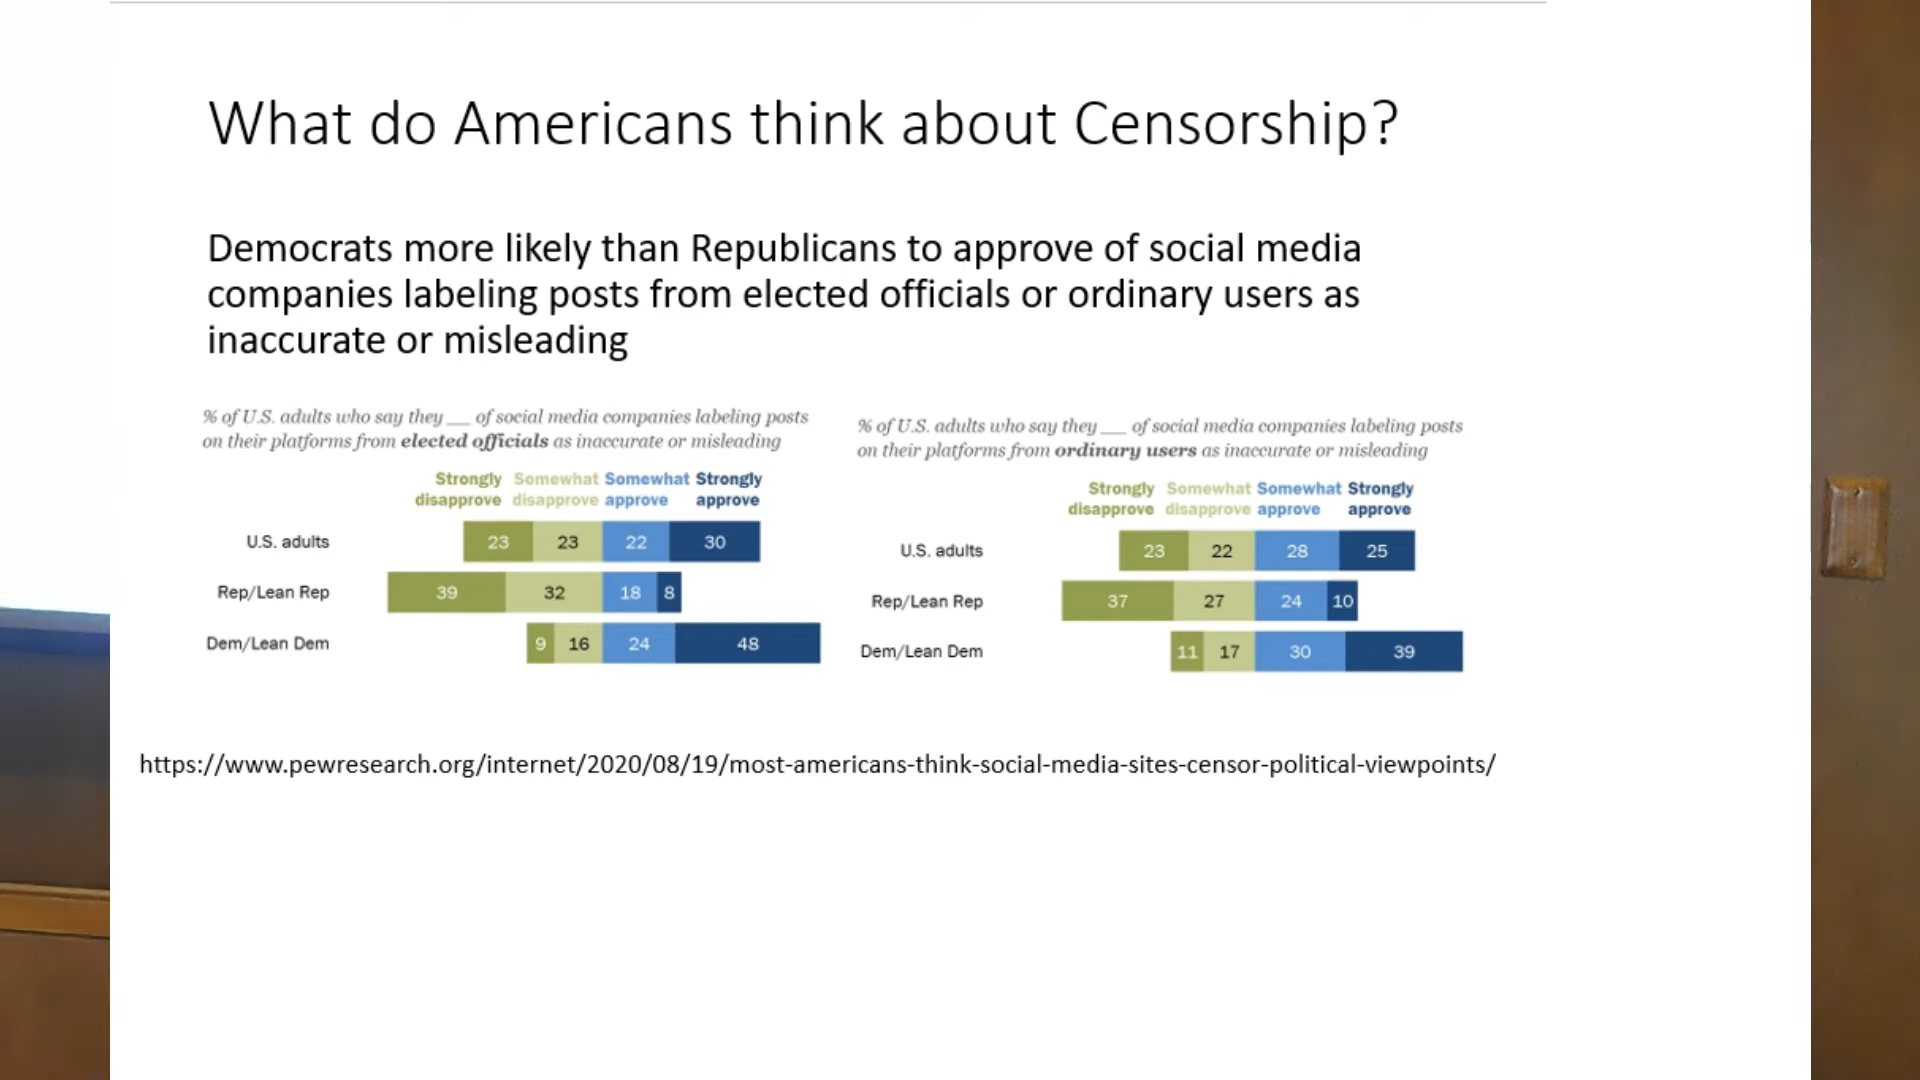 What do Americans think about Censorship?
Democrats more likely than Republicans to approve of social media
companies labeling posts from elected officials or ordinary users as
inaccurate or misleading
% of U.S. adults who say they __ of social media companies labeling posts
on their platforms from elected officials as inaccurate or misleading
Strongly Somewhat Somewhat Strongly
disapprove disapprove approve approve
U.S. adults 23 23 22 30
Rep/Lean Rep 39 32 18 8
Dem/Lean Dem 9 16 24 48
% of U.S. adults who say they __ of social media companies labeling posts
on their platforms from ordinary users as inaccurate or misleading
Strongly Somewhat Somewhat Strongly
disapprove disapprove approve approve
U.S. adults 23 22 28 25
Rep/Lean Rep 37 27 24 10
Dem/Lean Dem 11 17 30 39
https://www.pewresearch.org/internet/2020/08/19/most-americans-think-social-media-sites-censor-political-viewpoints/